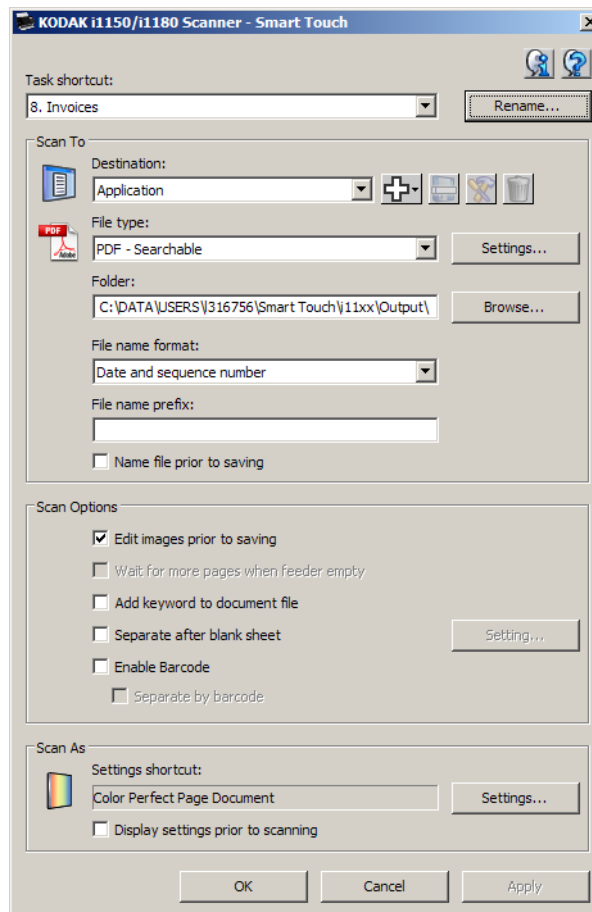 KODAK i1150/i1180 Scanner - Smart Touch
Task shortcut:
8. Invoices
Rename...
Scan To
Destination:
Application
PDF
Adobe
File type:
PDF - Searchable
Settings...
Folder:
C:\DATA\USERS\l316756\Smart Touch\i11xx\Output\
Browse...
File name format:
Date and sequence number
File name prefix:
Name file prior to saving
Scan Options
Edit images prior to saving
Wait for more pages when feeder empty
Add keyword to document file
Separate after blank sheet
Setting...
Enable Barcode
Separate by barcode
Scan As
Settings shortcut:
Color Perfect Page Document
Settings...
Display settings prior to scanning
OK
Cancel
Apply